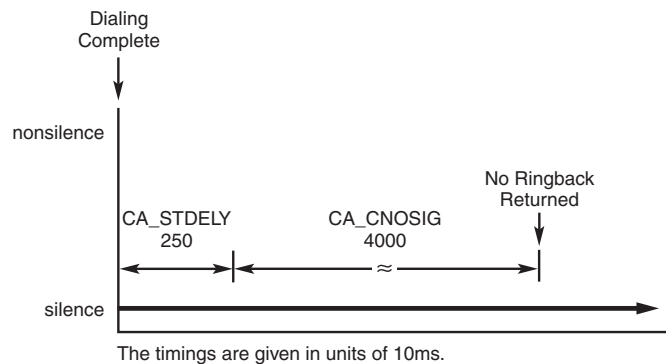 Dialing
Complete
nonsilence
No Ringback
Returned
CA_STDELY
250
CA_CNOSIG
4000
≈
silence
The timings are given in units of 10ms.